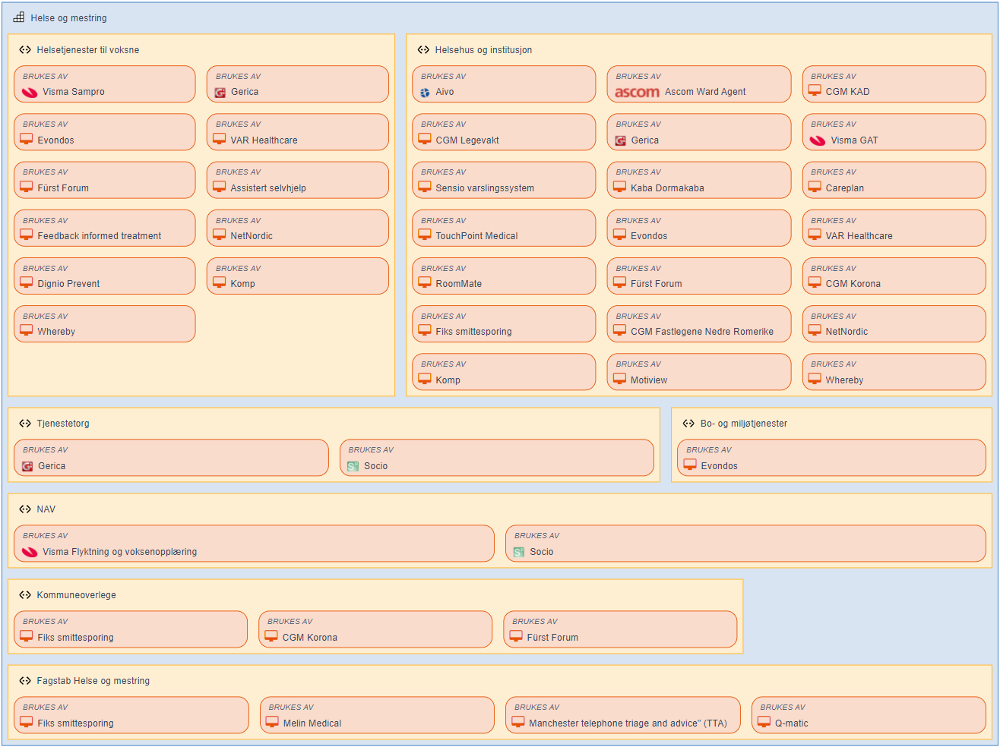 Helse og mestring
Helsetjenester til voksne
BRUKES AV
Visma Sampro
BRUKES AV
Gerica
BRUKES AV
Evondos
BRUKES AV
VAR Healthcare
BRUKES AV
Fürst Forum
BRUKES AV
Assistert selvhjelp
BRUKES AV
Feedback informed treatment
BRUKES AV
NetNordic
BRUKES AV
Dignio Prevent
BRUKES AV
Komp
BRUKES AV
Whereby
Helsehus og institusjon
BRUKES AV
Aivo
BRUKES AV
ascom Ascom Ward Agent
BRUKES AV
CGM KAD
BRUKES AV
CGM Legevakt
BRUKES AV
Gerica
BRUKES AV
Visma GAT
BRUKES AV
Sensio varslingssystem
BRUKES AV
Kaba Dormakaba
BRUKES AV
Careplan
BRUKES AV
TouchPoint Medical
BRUKES AV
Evondos
BRUKES AV
VAR Healthcare
BRUKES AV
RoomMate
BRUKES AV
Fürst Forum
BRUKES AV
CGM Korona
BRUKES AV
Fiks smittesporing
BRUKES AV
CGM Fastlegene Nedre Romerike
BRUKES AV
NetNordic
BRUKES AV
Komp
BRUKES AV
Motiview
BRUKES AV
Whereby
Tjenestetorg
BRUKES AV
Gerica
BRUKES AV
Socio
Bo- og miljøtjenester
BRUKES AV
Evondos
NAV
BRUKES AV
Visma Flyktning og voksenopplæring
BRUKES AV
Socio
Kommuneoverlege
BRUKES AV
Fiks smittesporing
BRUKES AV
CGM Korona
BRUKES AV
Fürst Forum
Fagstab Helse og mestring
BRUKES AV
Fiks smittesporing
BRUKES AV
Melin Medical
BRUKES AV
Manchester telephone triage and advice" (TTA)
BRUKES AV
Q-matic